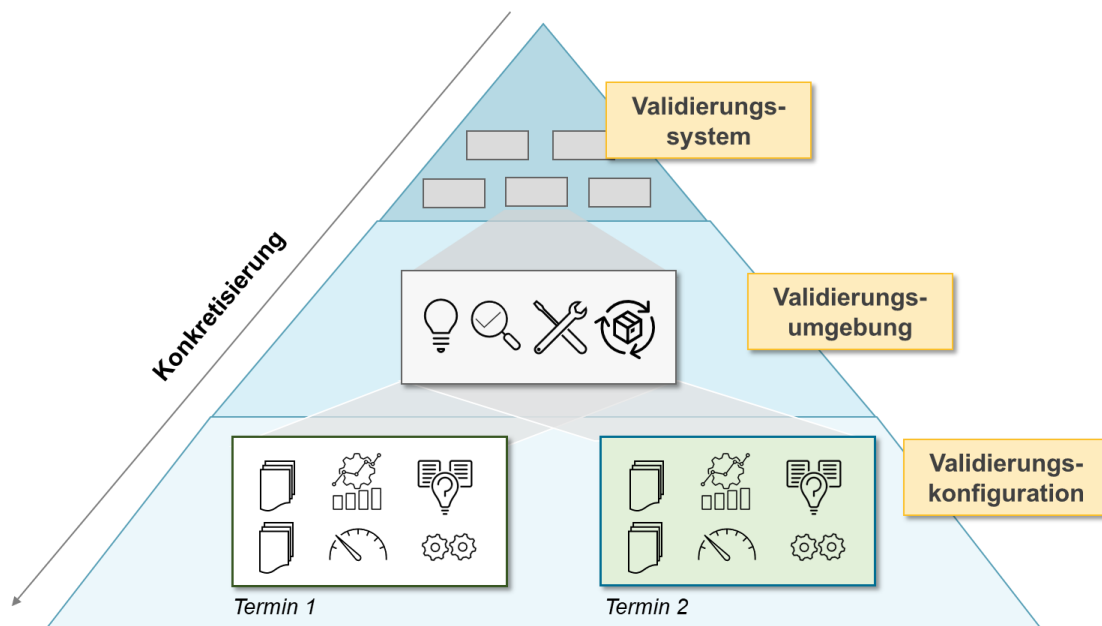 Validierungs-
system
Konkretisierung
Validierungs-
umgebung
Validierungs-
konfiguration
Termin 1
Termin 2